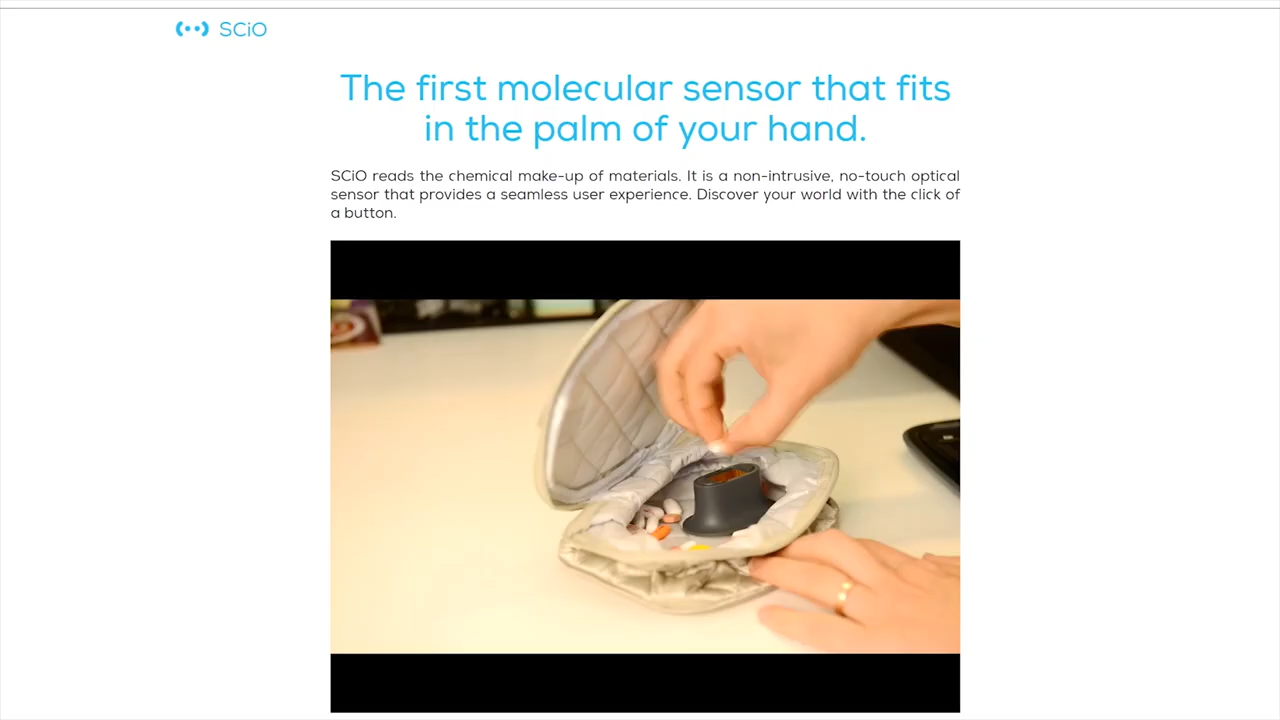 SCiO
The first molecular sensor that fits
in the palm of your hand.
SCiO reads the chemical make-up of materials. It is a non-intrusive, no-touch optical
sensor that provides a seamless user experience. Discover your world with the click of
a button.